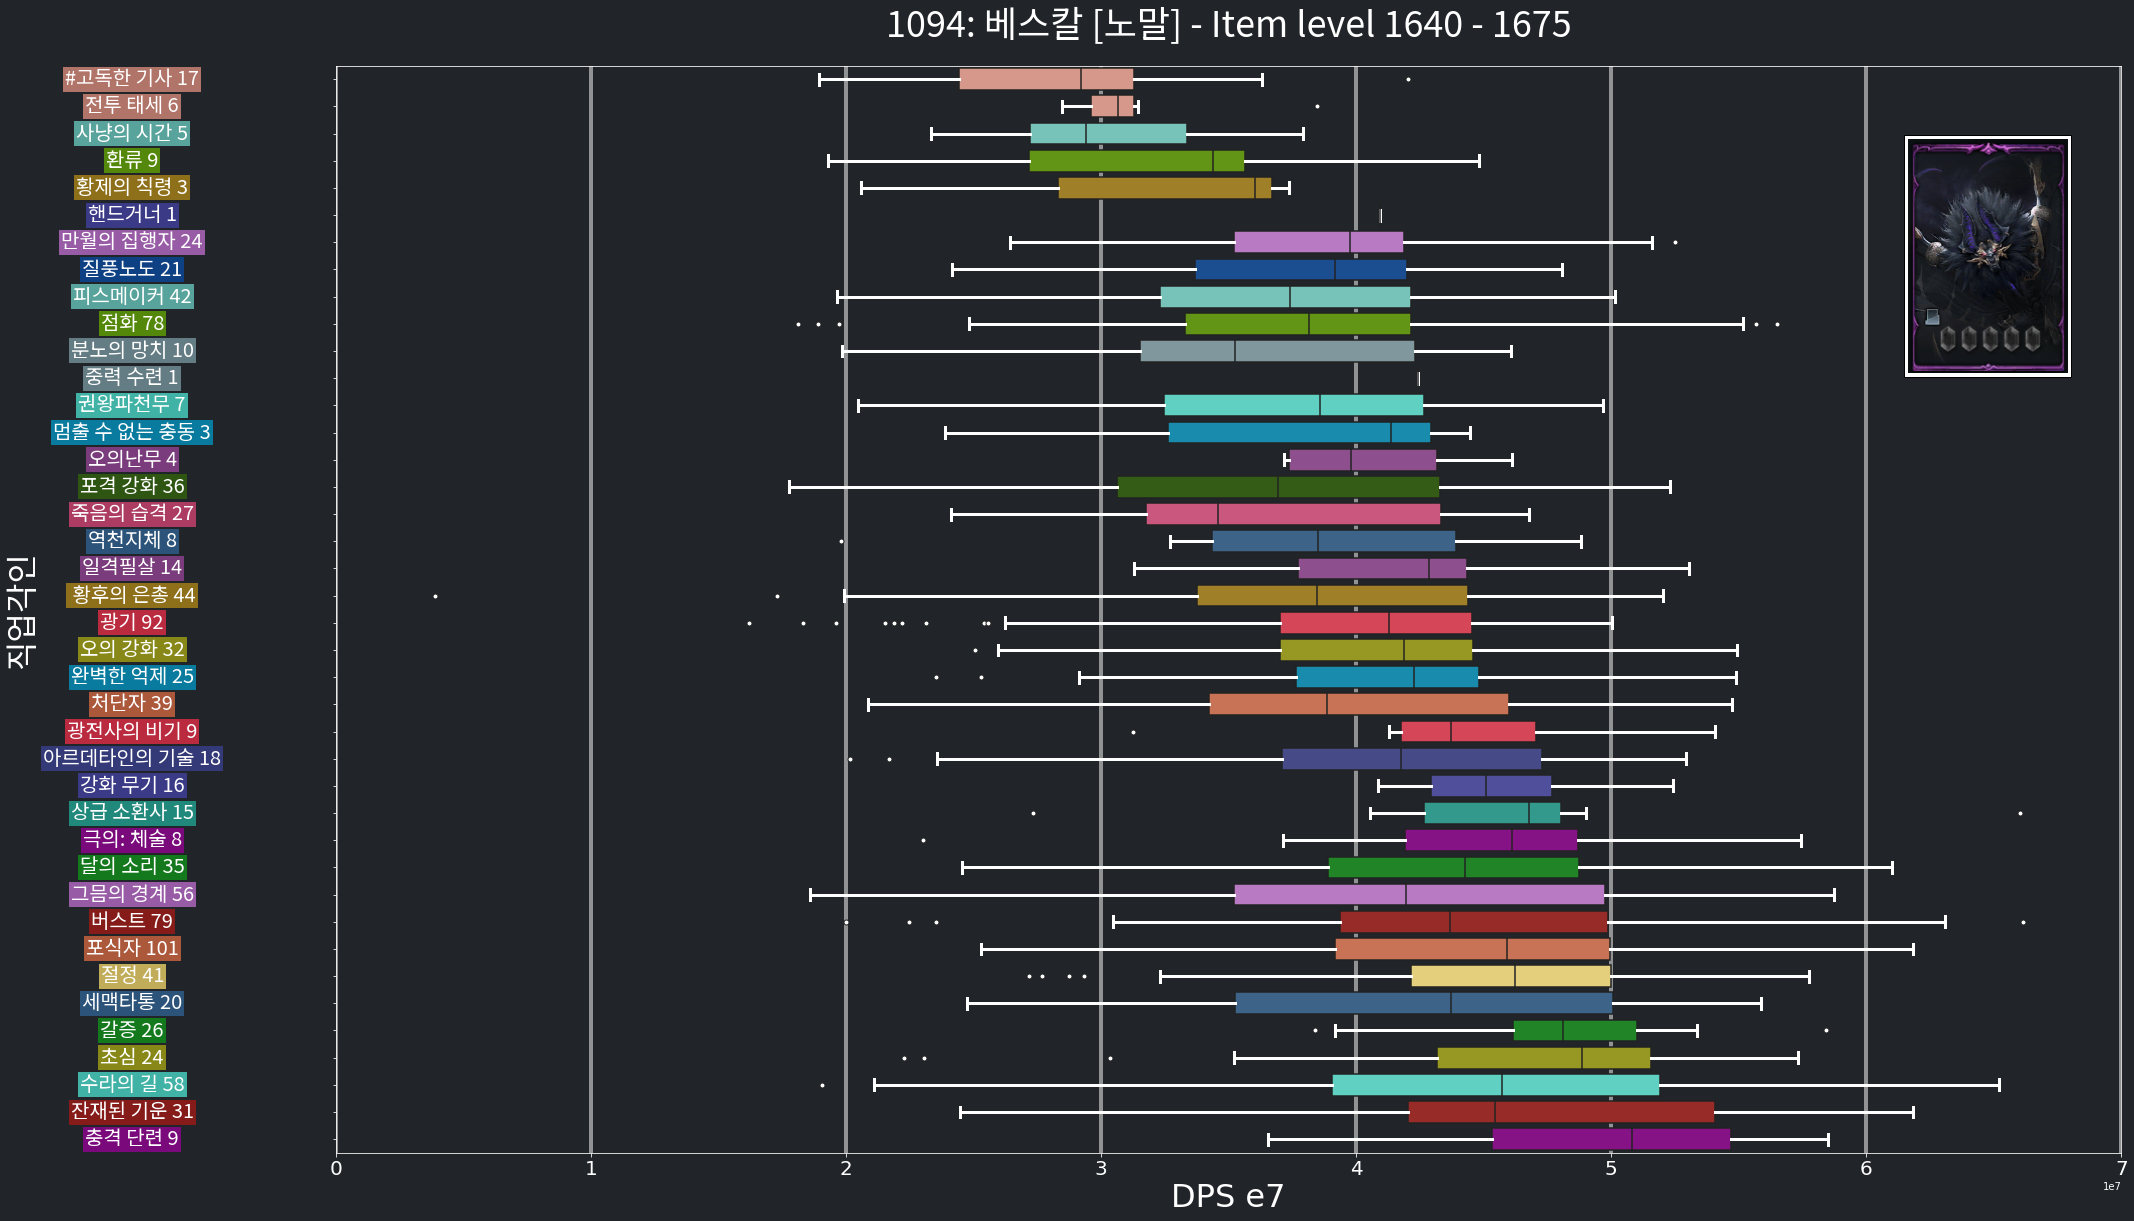 1094: 베스칼 [노말] - Item level 1640 - 1675
#고독한 기사 17
전투 태세 6
사냥의 시간 5
환류 9
황제의 칙령 3
핸드거너 1
만월의 집행자 24
질풍노도 21
피스메이커 42
점화 78
분노의 망치 10
중력 수련 1
권왕파천무 7
멈출 수 없는 충동 3
오의난무 4
포격 강화 36
죽음의 습격 27
역천지체 8
일격필살 14
황후의 은총 44
광기 92
오의 강화 32
완벽한 억제 25
처단자 39
광전사의 비기 9
아르데타인의 기술 18
강화 무기 16
상급 소환사 15
극의: 체술 8
달의 소리 35
그믐의 경계 56
버스트 79
포식자 101
절정 41
세맥타통 20
갈증 26
초심 24
수라의 길 58
잔재된 기운 31
충격 단련 9
직업각인
0 1 2 3 4 5 6 7
1e7
DPS e7